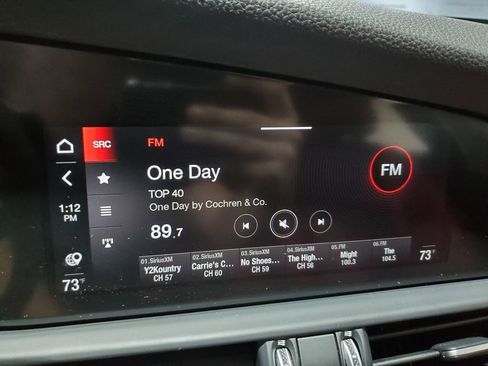 SRC
FM
One Day
TOP 40
One Day by Cochren & Co.
FM
1:12
PM
89.7
01.SiriusXM
Y2Kountry
CH 57
02.SiriusXM
Carrie's C...
CH 60
03.SiriusXM
No Shoes...
CH 59
04.SiriusXM
The High...
CH 56
05.FM
Might
100.3
06.FM
The
104.5
73°
73°